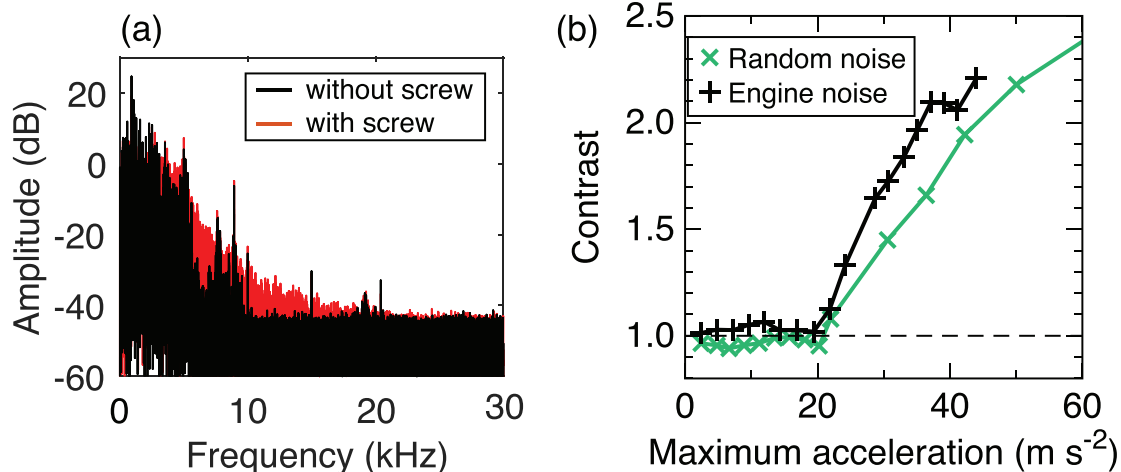 (a)
without screw
with screw
20
0
-20
-40
-60
Amplitude (dB)
0
10
20
30
Frequency (kHz)
(b)
Random noise
Engine noise
2.5
2.0
1.5
1.0
Contrast
0
20
40
60
Maximum acceleration (m s-2)